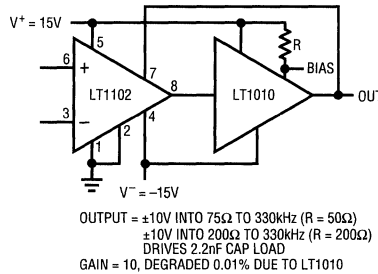 V+ = 15V
5
R
BIAS
6
+
7
LT1102
8
LT1010
OU
3
–
4
2
1
V– = –15V
OUTPUT = ±10V INTO 75Ω TO 330kHz (R = 50Ω)
±10V INTO 200Ω TO 330kHz (R = 200Ω)
DRIVES 2.2nF CAP LOAD
GAIN = 10, DEGRADED 0.01% DUE TO LT1010